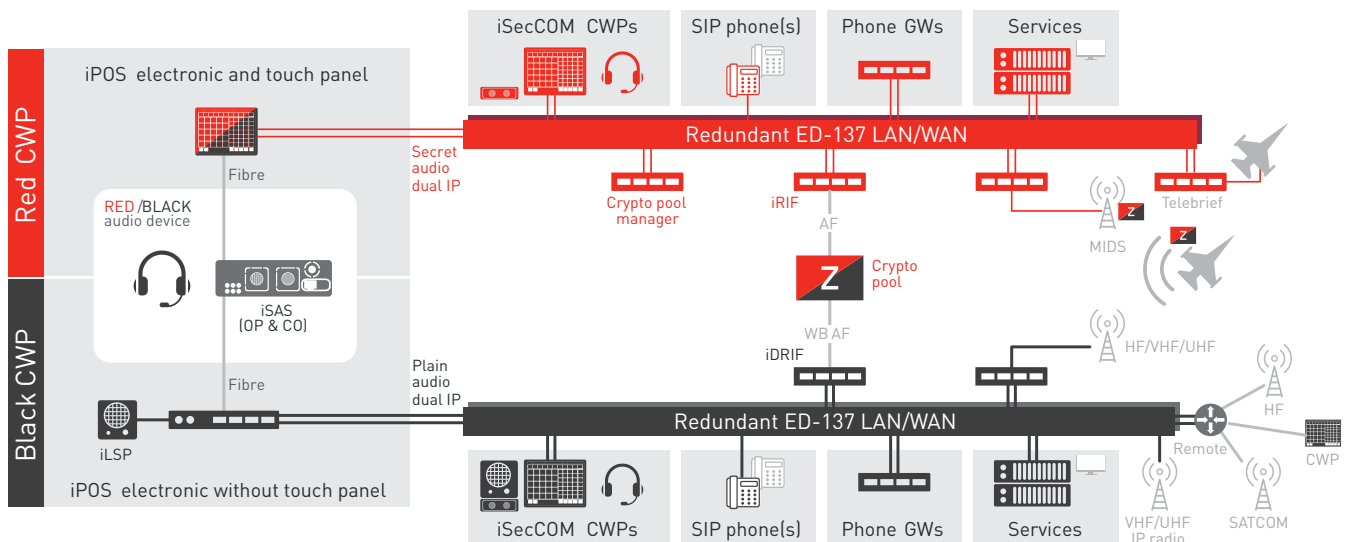 iSecCOM CWPs
SIP phone(s)
Phone GWs
Services
Red CWP
iPOS electronic and touch panel
Redundant ED-137 LAN/WAN
Secret
audio
dual IP
Fibre
RED/BLACK
audio device
Crypto pool
manager
iRIF
AF
MIDS
Z
Telebrief
Z
Z
Crypto
pool
iSAS
(OP & CO)
WB AF
iDRIF
HF/VHF/UHF
Black CWP
Fibre
Plain
audio
dual IP
iLSP
Redundant ED-137 LAN/WAN
HF
Remote
CWP
iPOS electronic without touch panel
iSecCOM CWPs
SIP phone(s)
Phone GWs
Services
VHF/UHF
IP radio
SATCOM